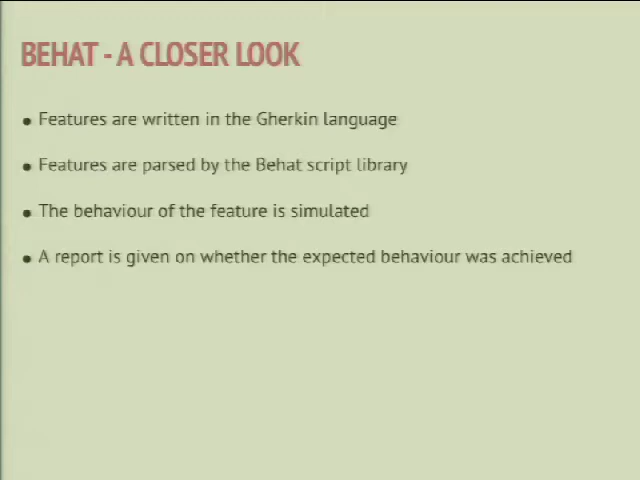 BEHAT - A CLOSER LOOK
• Features are written in the Gherkin language
• Features are parsed by the Behat script library
• The behaviour of the feature is simulated
• A report is given on whether the expected behaviour was achieved